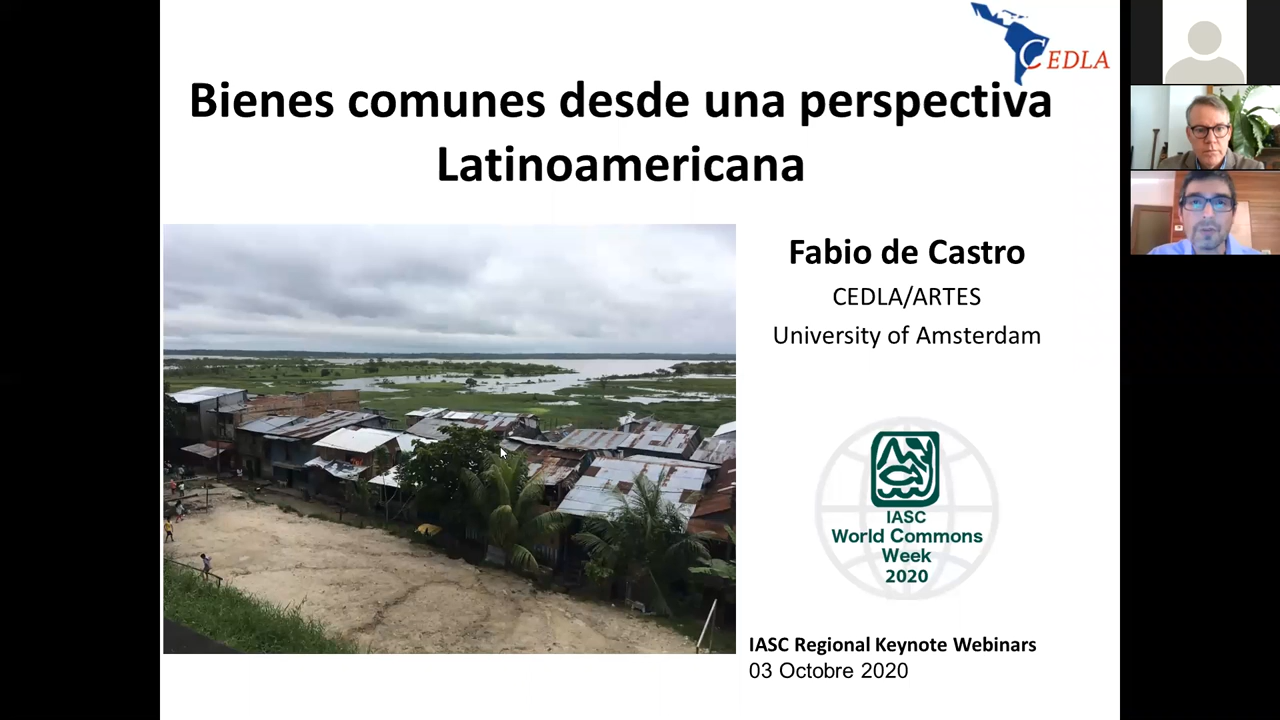 CEDLA
Bienes comunes desde una perspectiva
Latinoamericana
Fabio de Castro
CEDLA/ARTES
University of Amsterdam
IASC
World Commons
Week
2020
IASC Regional Keynote Webinars
03 Octobre 2020